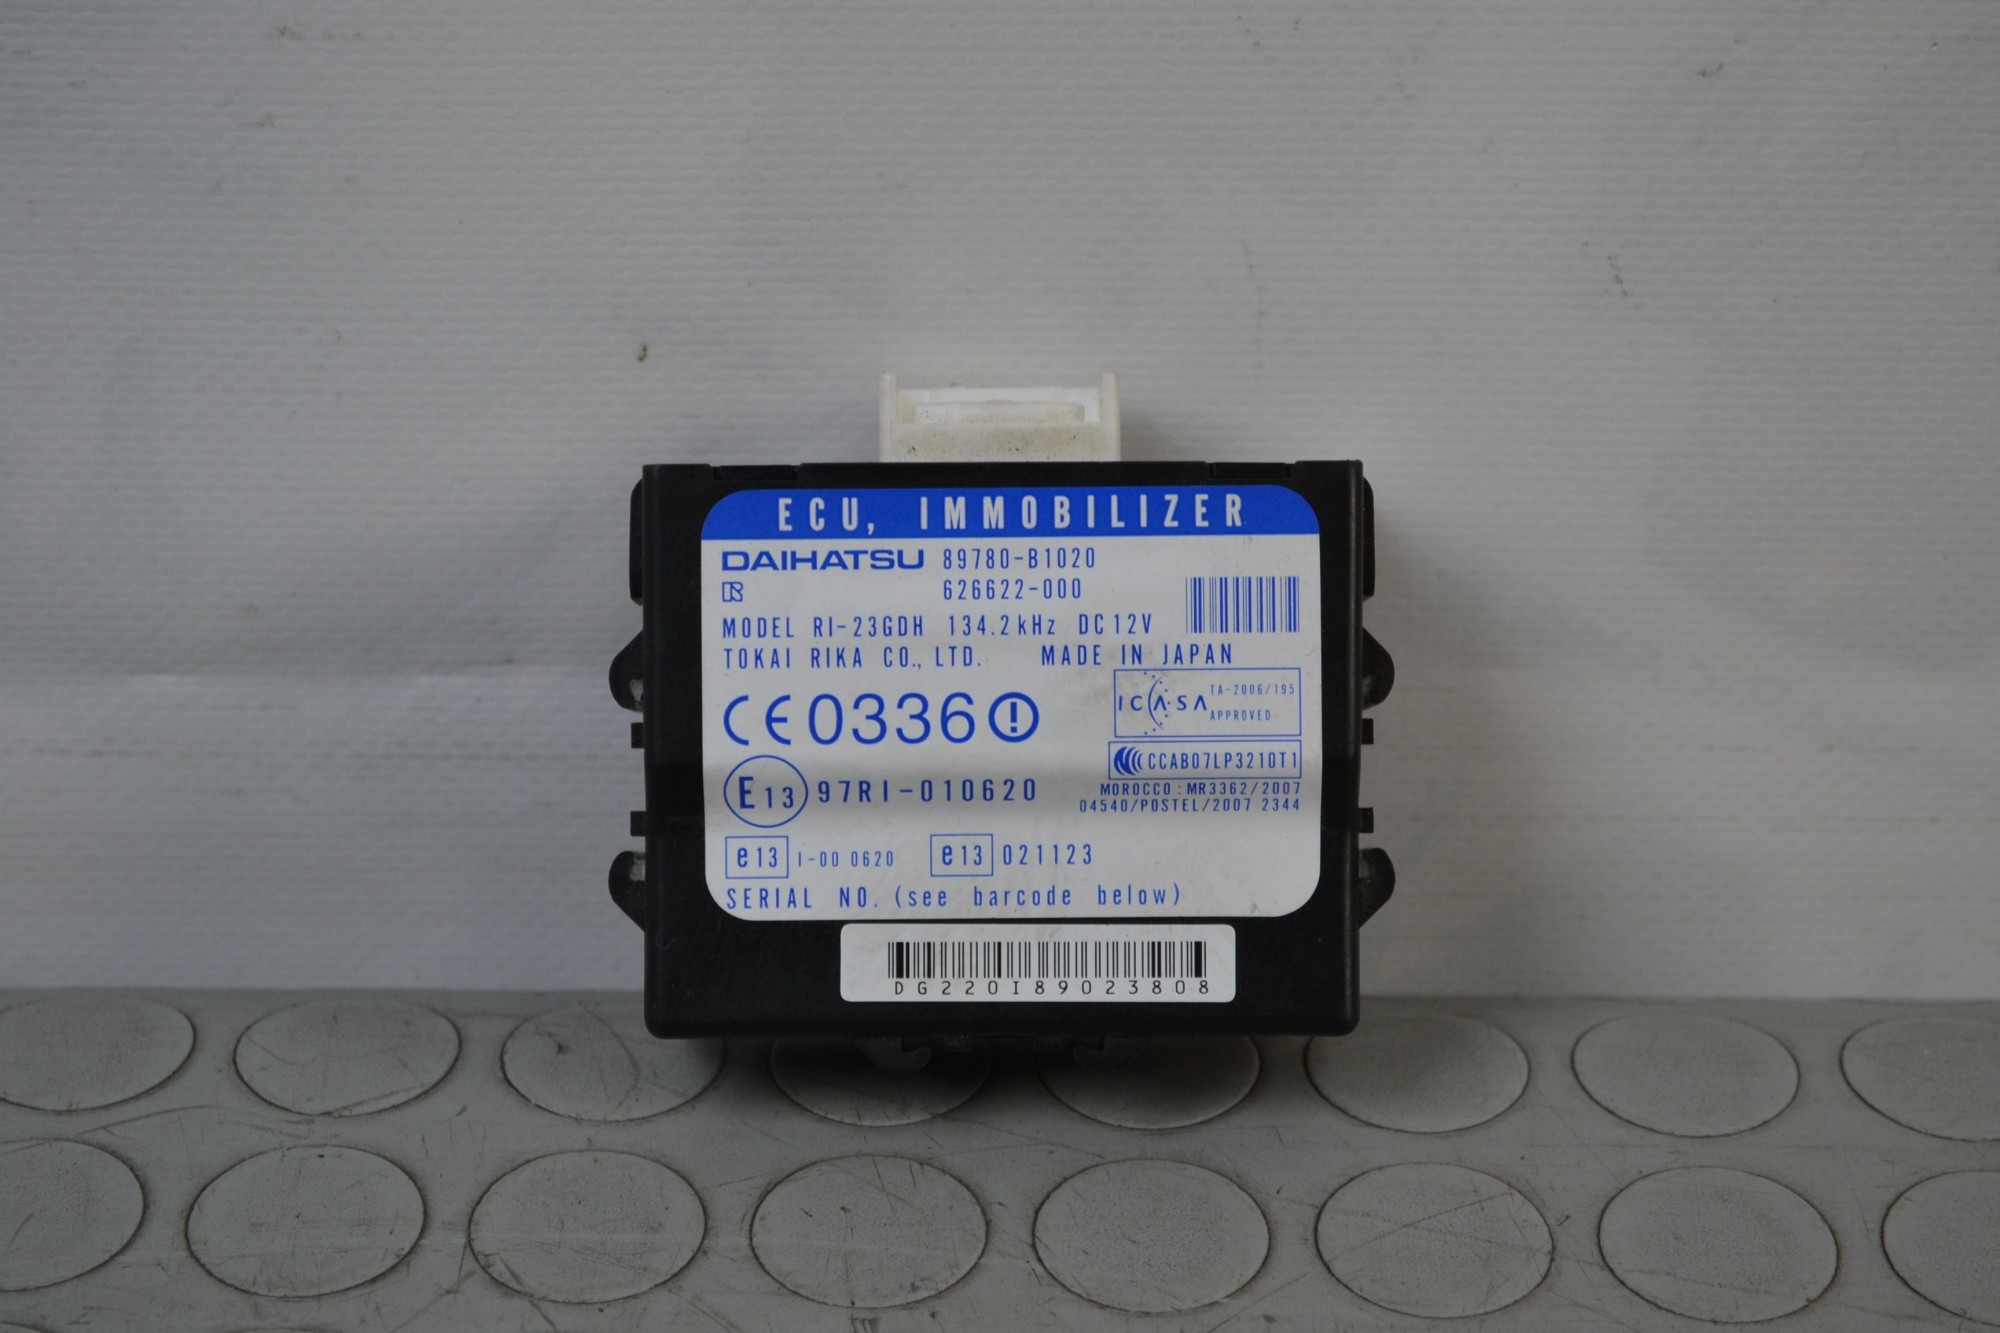 ECU, IMMOBILIZER
DAIHATSU 89780-B1020
626622-000
MODEL RI-23GDH 134.2kHz DC12V
TOKAI RIKA CO., LTD. MADE IN JAPAN
CE0336
ICASA TA-2006/195
APPROVED
CCAB07LP3210T1
E13 97RI-010620
MOROCCO: MR3362/2007
04540/POSTEL/2007 2344
e13 I-00 0620 e13 021123
SERIAL NO. (see barcode below)
DG220I89023808